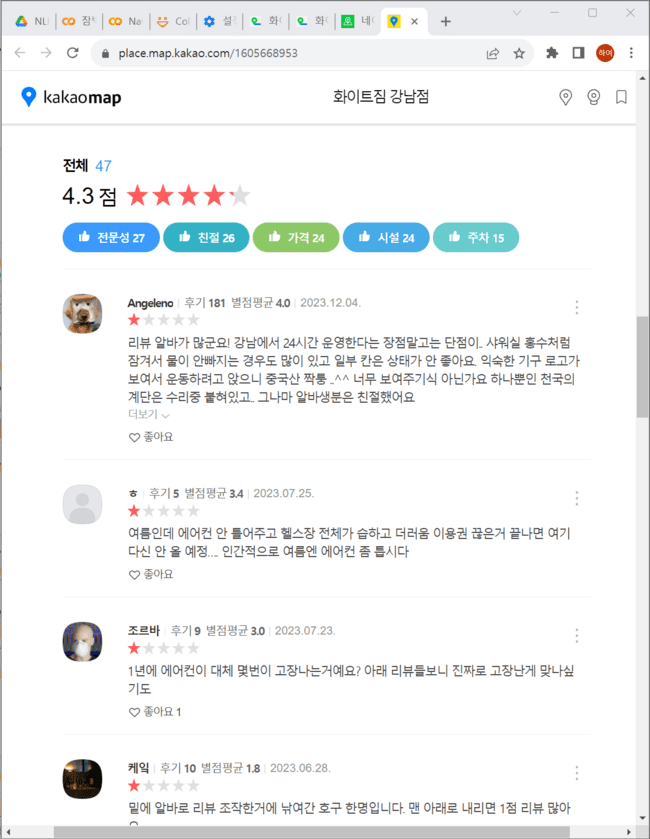 NLI
Na
Col
place.map.kakao.com/1605668953
하여
kakaomap
화이트짐 강남점
전체 47
4.3 점
전문성 27
친절 26
가격 24
시설 24
주차 15
Angeleno 후기 181 별점평균 4.0 2023.12.04.
리뷰 알바가 많군요! 강남에서 24시간 운영한다는 장점말고는 단점이.. 샤워실 홍수처럼
잠겨서 물이 안빠지는 경우도 많이 있고 일부 칸은 상태가 안 좋아요. 익숙한 기구 로고가
보여서 운동하려고 앉으니 중국산 짝퉁 ..^^ 너무 보여주기식 아닌가요 하나뿐인 천국의
계단은 수리중 붙혀있고.. 그나마 알바생분은 친절했어요
더보기
좋아요
ㅎ 후기 5 별점평균 3.4 2023.07.25.
여름인데 에어컨 안 틀어주고 헬스장 전체가 습하고 더러움 이용권 끊은거 끝나면 여기
다신 안 올 예정.... 인간적으로 여름엔 에어컨 좀 틉시다
좋아요
조르바 후기 9 별점평균 3.0 2023.07.23.
1년에 에어컨이 대체 몇번이 고장나는거예요? 아래 리뷰들보니 진짜로 고장난게 맞나싶
기도
좋아요 1
케익 후기 10 별점평균 1.8 2023.06.28.
밑에 알바로 리뷰 조작한거에 낚여간 호구 한명입니다. 맨 아래로 내리면 1점 리뷰 많아